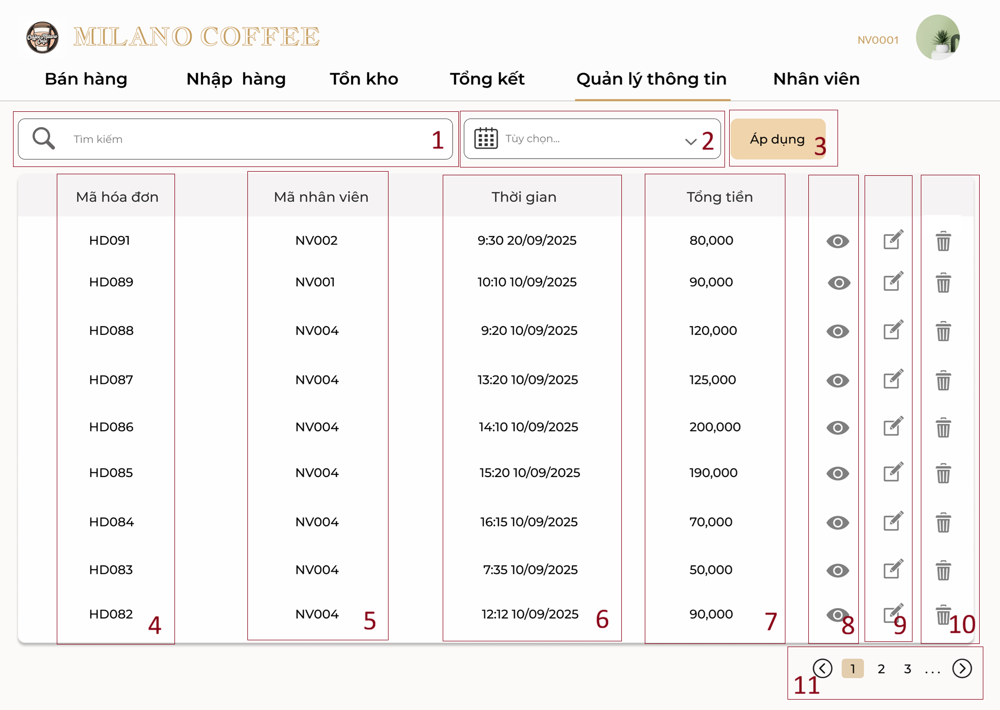 Coffee Milano
Cafe
MILANO COFFEE
NV0001
Bán hàng Nhập hàng Tồn kho Tổng kết Quản lý thông tin Nhân viên
Tìm kiếm 1 Tùy chọn... 2 Áp dụng 3
Mã hóa đơn Mã nhân viên Thời gian Tổng tiền
HD091 NV002 9:30 20/09/2025 80,000
HD089 NV001 10:10 10/09/2025 90,000
HD088 NV004 9:20 10/09/2025 120,000
HD087 NV004 13:20 10/09/2025 125,000
HD086 NV004 14:10 10/09/2025 200,000
HD085 NV004 15:20 10/09/2025 190,000
HD084 NV004 16:15 10/09/2025 70,000
HD083 NV004 7:35 10/09/2025 50,000
HD082 NV004 12:12 10/09/2025 90,000
4 5 6 7 8 9 10
1 2 3 ...
11